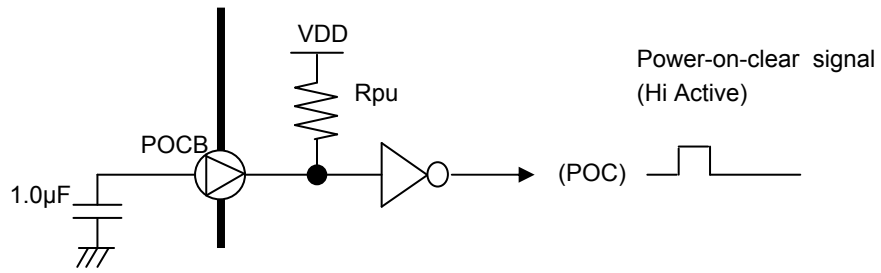 VDD
Rpu
Power-on-clear signal
(Hi Active)
POCB
1.0µF
(POC)